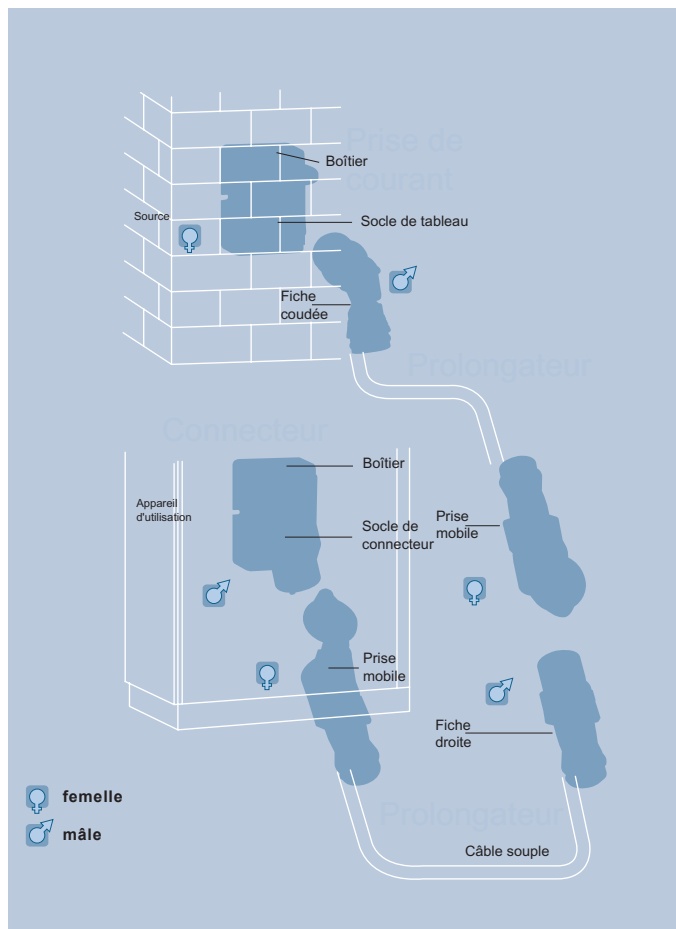 Prise de
courant
Boîtier
Source
Socle de tableau
Fiche
coudée
Prolongateur
Connecteur
Boîtier
Appareil
d'utilisation
Prise
mobile
Socle de
connecteur
Prise
mobile
Fiche
droite
femelle
Prolongateur
mâle
Câble souple